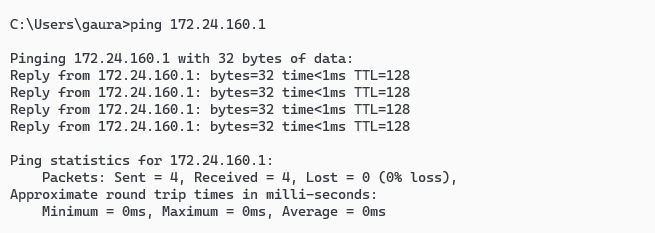 C:\Users\gaura>ping 172.24.160.1
Pinging 172.24.160.1 with 32 bytes of data:
Reply from 172.24.160.1: bytes=32 time<1ms TTL=128
Reply from 172.24.160.1: bytes=32 time<1ms TTL=128
Reply from 172.24.160.1: bytes=32 time<1ms TTL=128
Reply from 172.24.160.1: bytes=32 time<1ms TTL=128
Ping statistics for 172.24.160.1:
    Packets: Sent = 4, Received = 4, Lost = 0 (0% loss),
Approximate round trip times in milli-seconds:
    Minimum = 0ms, Maximum = 0ms, Average = 0ms